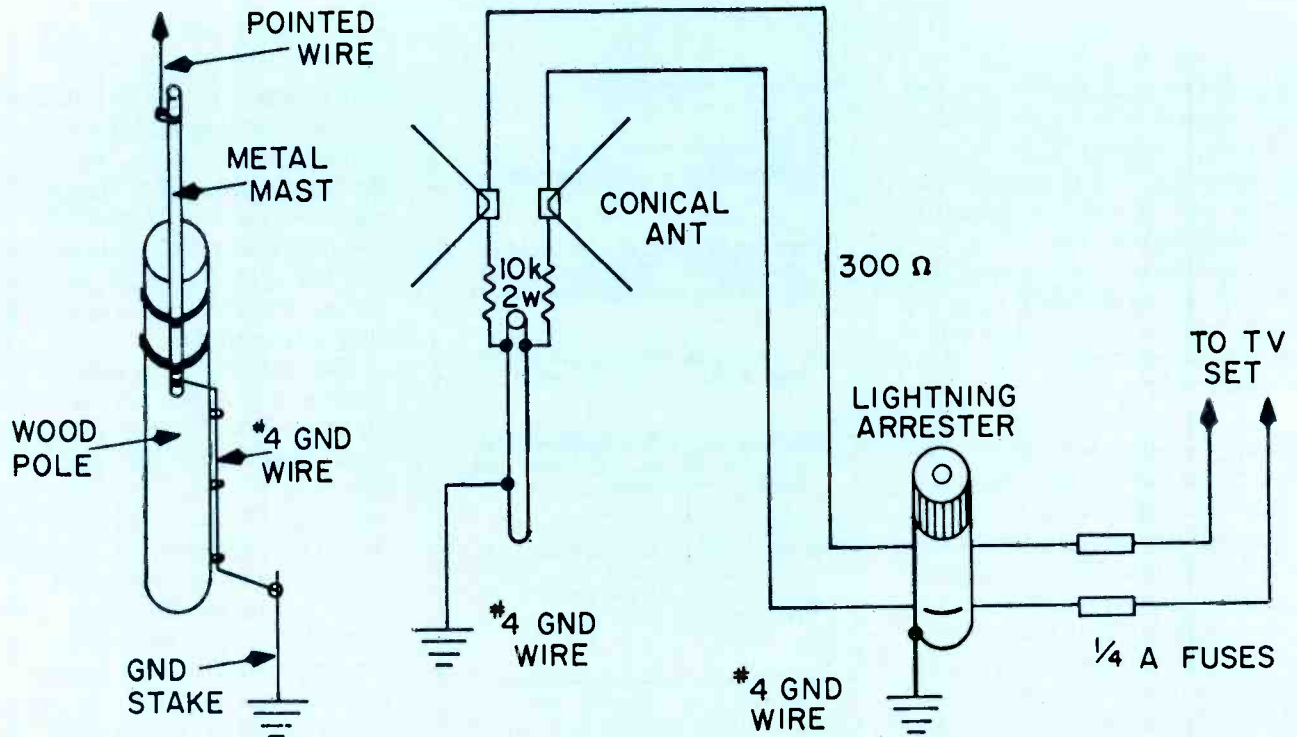 POINTED
WIRE
METAL
MAST
WOOD
POLE
#4 GND
WIRE
GND
STAKE
CONICAL
ANT
10k
2w
#4 GND
WIRE
300 Ω
LIGHTNING
ARRESTER
#4 GND
WIRE
TO TV
SET
¼ A FUSES